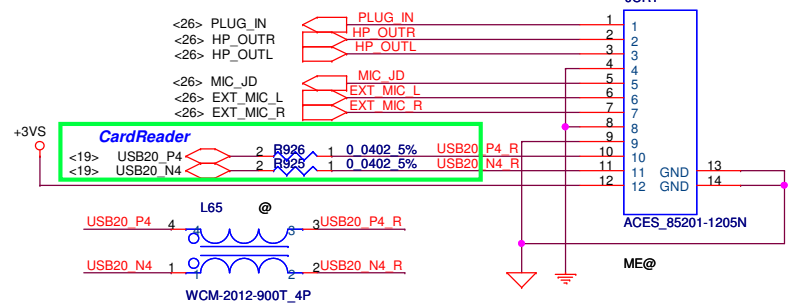 <26> PLUG_IN PLUG_IN 1 1
<26> HP_OUTR HP_OUTR 2 2
<26> HP_OUTL HP_OUTL 3 3
4 4
<26> MIC_JD MIC_JD 5 5
<26> EXT_MIC_L EXT_MIC_L 6 6
<26> EXT_MIC_R EXT_MIC_R 7 7
8 8
+3VS CardReader 9 9
<19> USB20_P4 2 R926 1 0_0402_5% USB20_P4_R 10 10
<19> USB20_N4 2 R925 1 0_0402_5% USB20_N4_R 11 11 GND 13
12 12 GND 14
L65 @
ACES_85201-1205N
USB20_P4 4 4 3 3 USB20_P4_R
USB20_N4 1 1 2 2 USB20_N4_R
ME@
WCM-2012-900T_4P